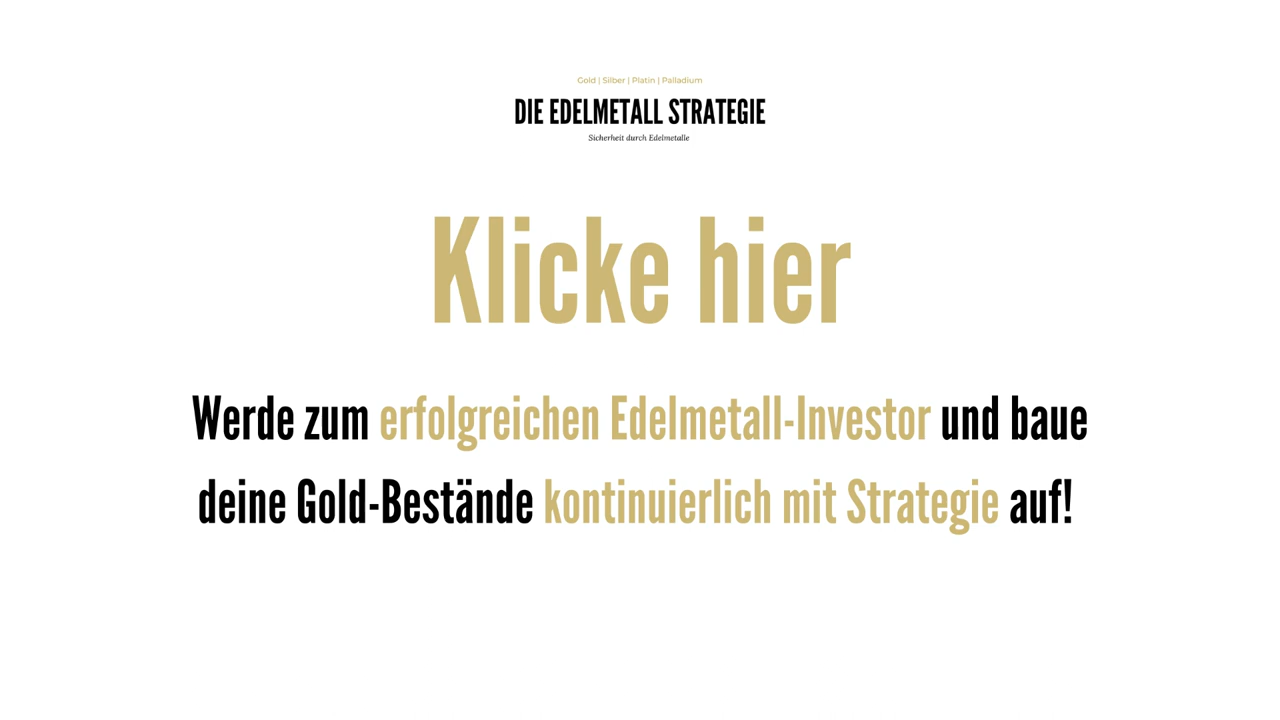 Gold | Silber | Platin | Palladium
DIE EDELMETALL STRATEGIE
Sicherheit durch Edelmetalle
Klicke hier
Werde zum erfolgreichen Edelmetall-Investor und baue
deine Gold-Bestände kontinuierlich mit Strategie auf!